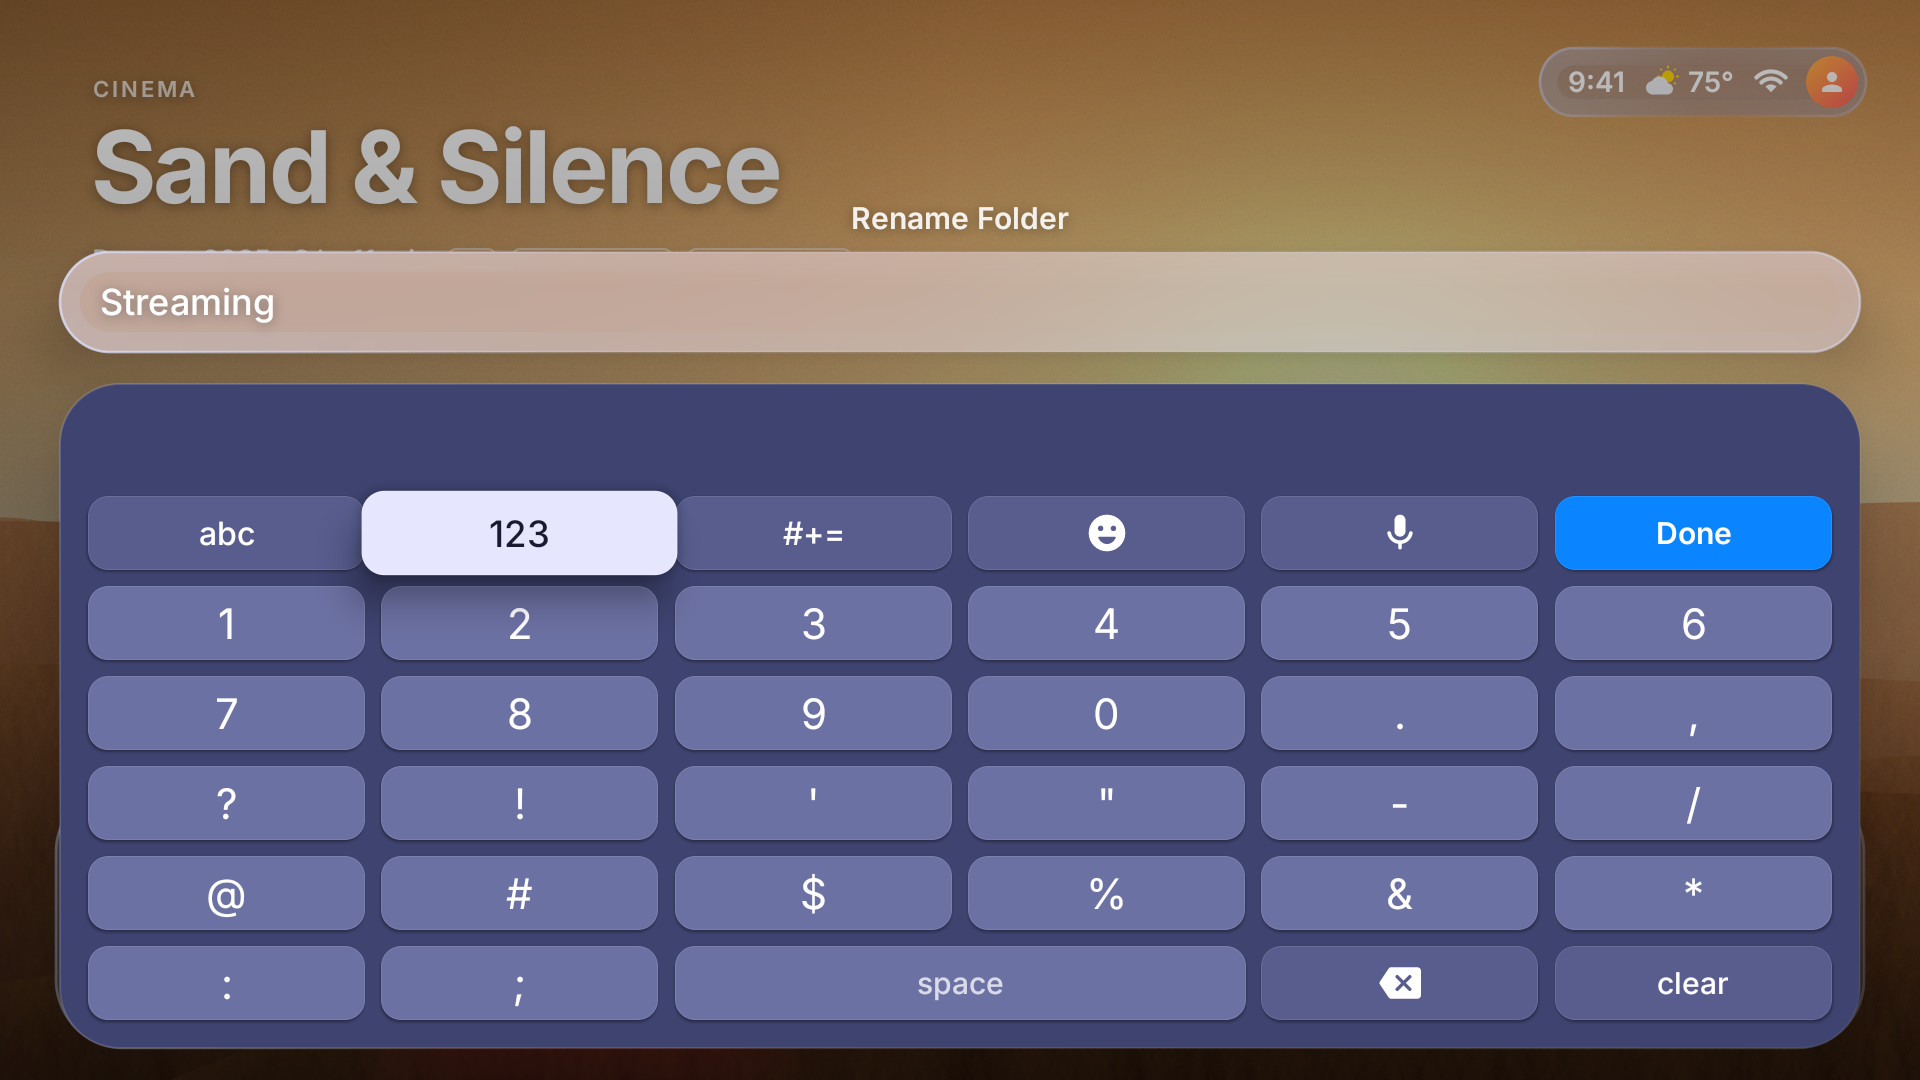 CINEMA
9:41 75°
Sand & Silence
Rename Folder
Streaming
abc 123 #+= Done
1 2 3 4 5 6
7 8 9 0 . ,
? ! ' " - /
@ # $ % & *
: ; space clear